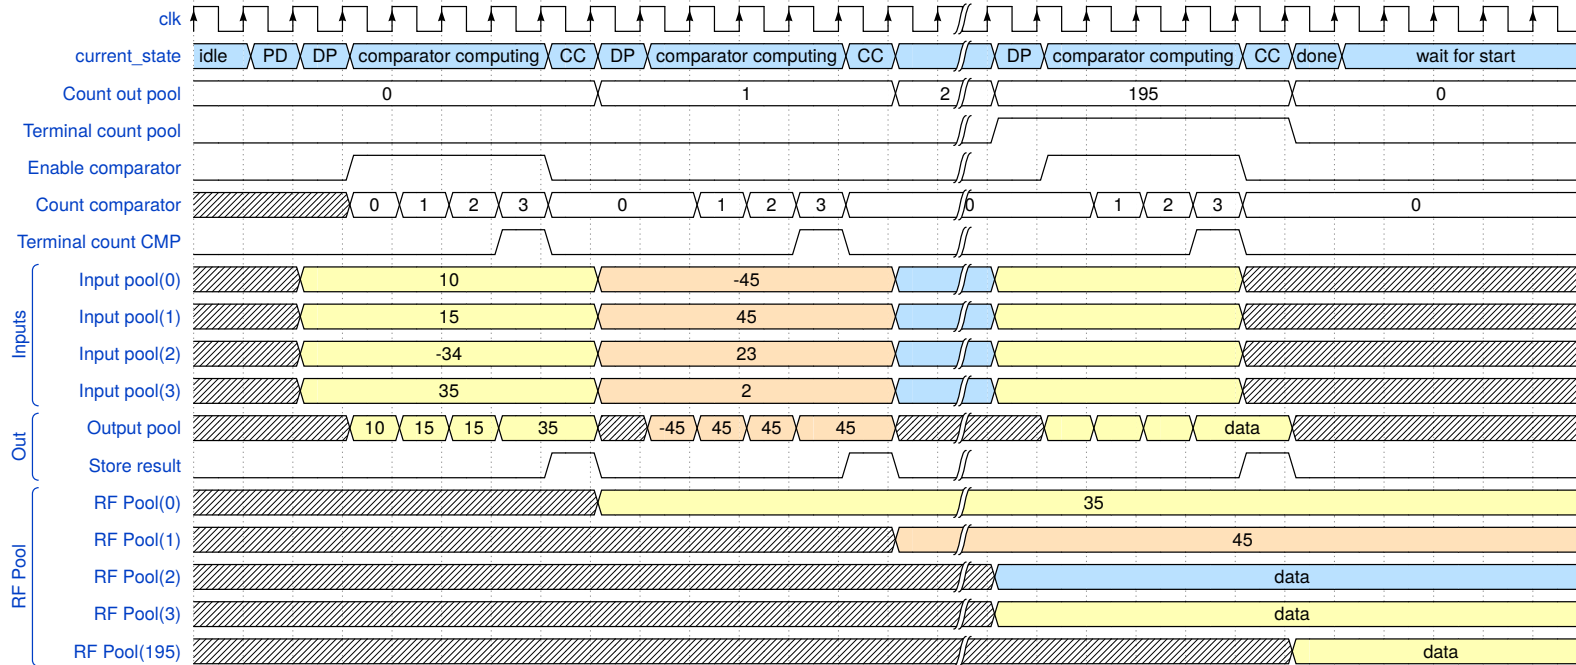 clk
current_state idle PD DP comparator computing CC DP comparator computing CC DP comparator computing CC done wait for start
Count out pool 0 1 2 195 0
Terminal count pool
Enable comparator
Count comparator 0 1 2 3 0 1 2 3 0 1 2 3 0
Terminal count CMP
Inputs
Input pool(0) 10 -45
Input pool(1) 15 45
Input pool(2) -34 23
Input pool(3) 35 2
Out
Output pool 10 15 15 35 -45 45 45 45 data
Store result
RF Pool
RF Pool(0) 35
RF Pool(1) 45
RF Pool(2) data
RF Pool(3) data
RF Pool(195) data